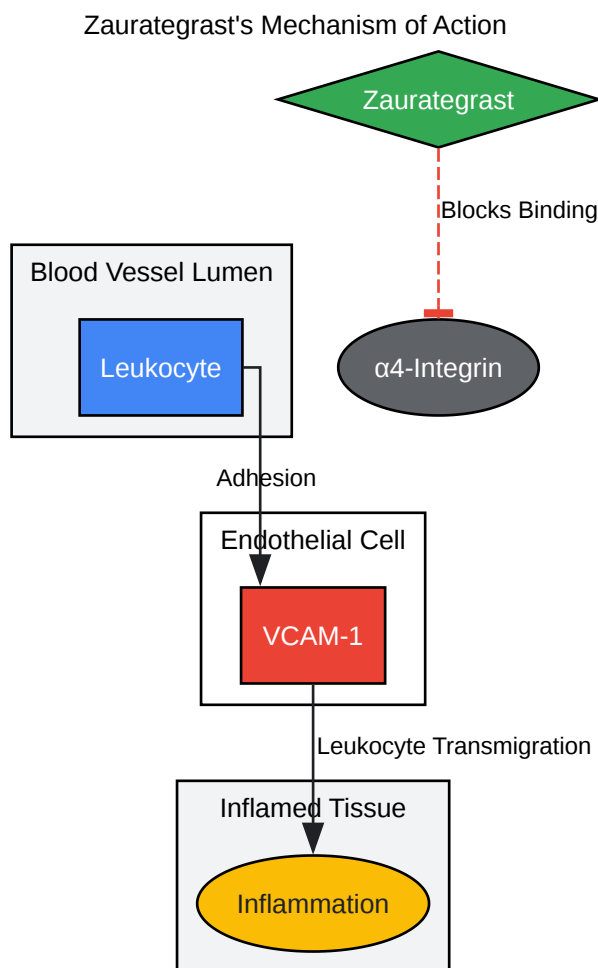 Zaurategrast's Mechanism of Action
Zaurategrast
Blocks Binding
Blood Vessel Lumen
Leukocyte
α4-Integrin
Adhesion
Endothelial Cell
VCAM-1
Leukocyte Transmigration
Inflamed Tissue
Inflammation